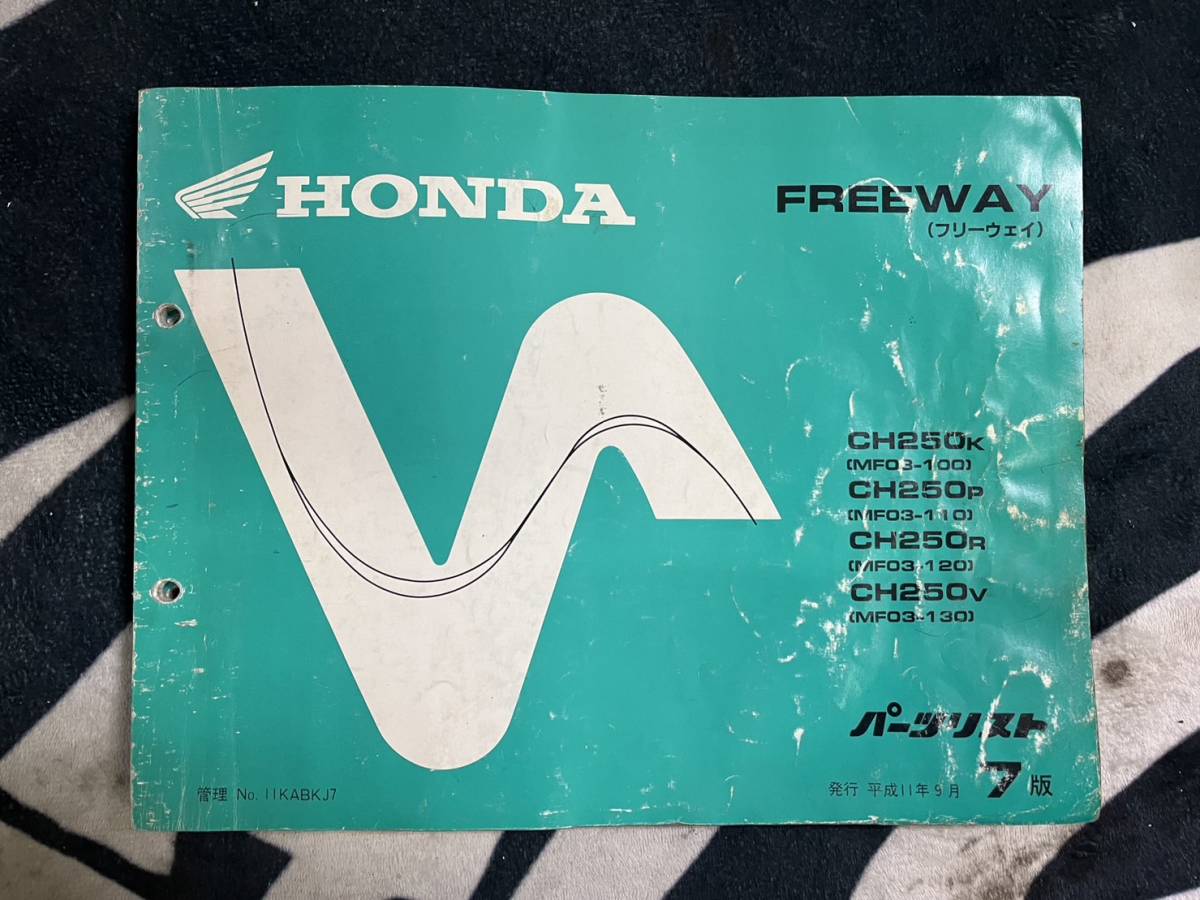 HONDA
FREEWAY
(フリーウェイ)
CH250K
(MF03-100)
CH250P
(MF03-110)
CH250R
(MF03-120)
CH250V
(MF03-130)
パーツリスト
管理 No. 11KABKJ7
発行 平成11年9月 7版